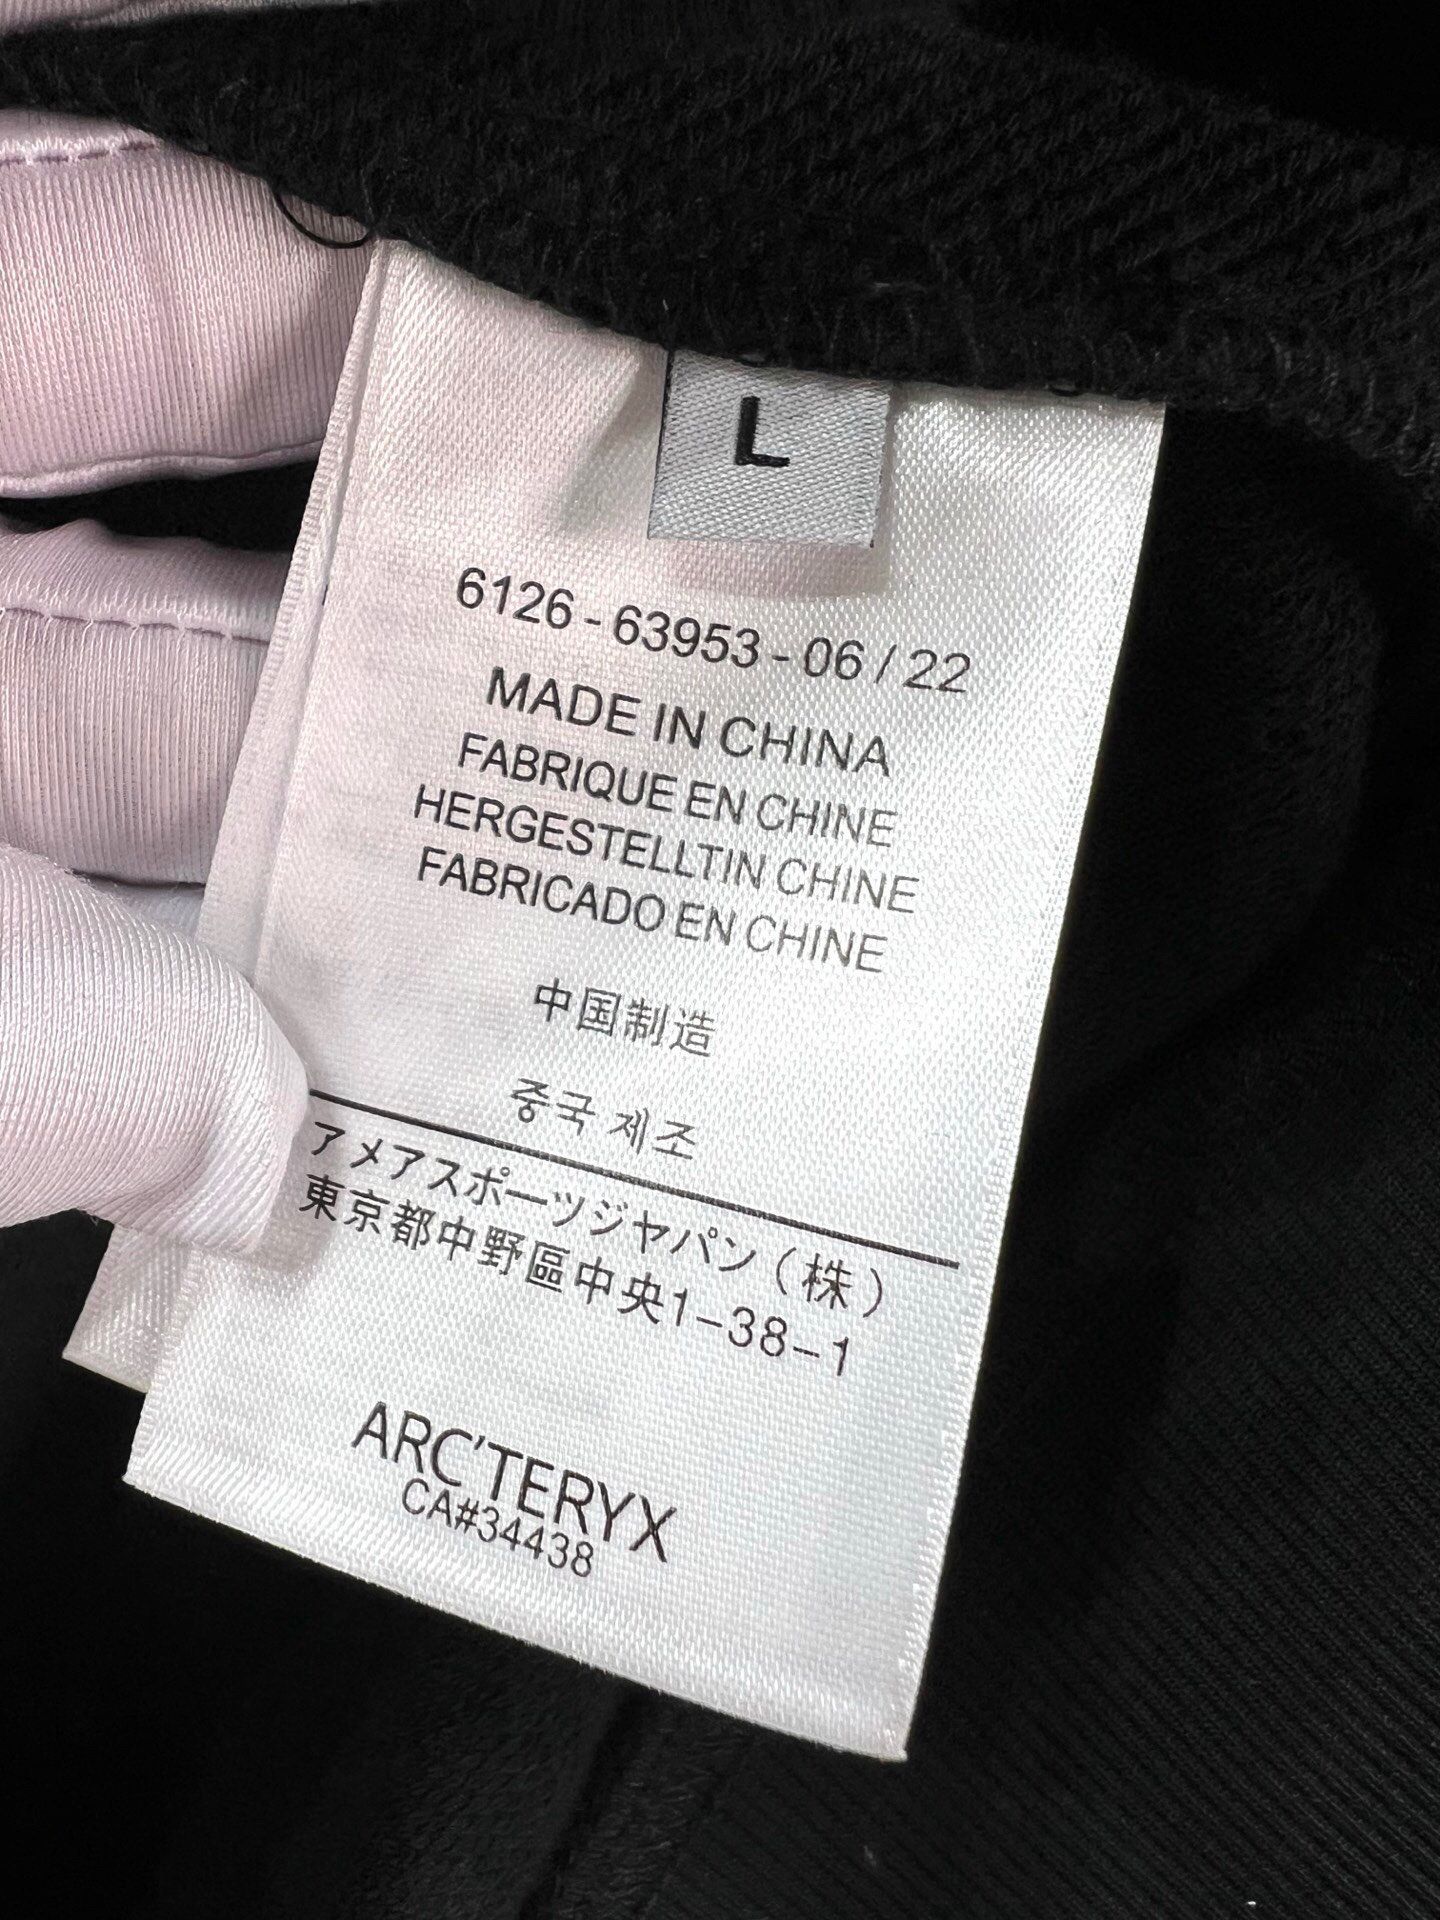 L
6126-63953-06/22
MADE IN CHINA
FABRIQUE EN CHINE
HERGESTELLTIN CHINE
FABRICADO EN CHINE
中国制造
중국 제조
アメアスポーツジヤパン（株）
東京都中野區中央1-38-1
ARC'TERYX
CA#34438